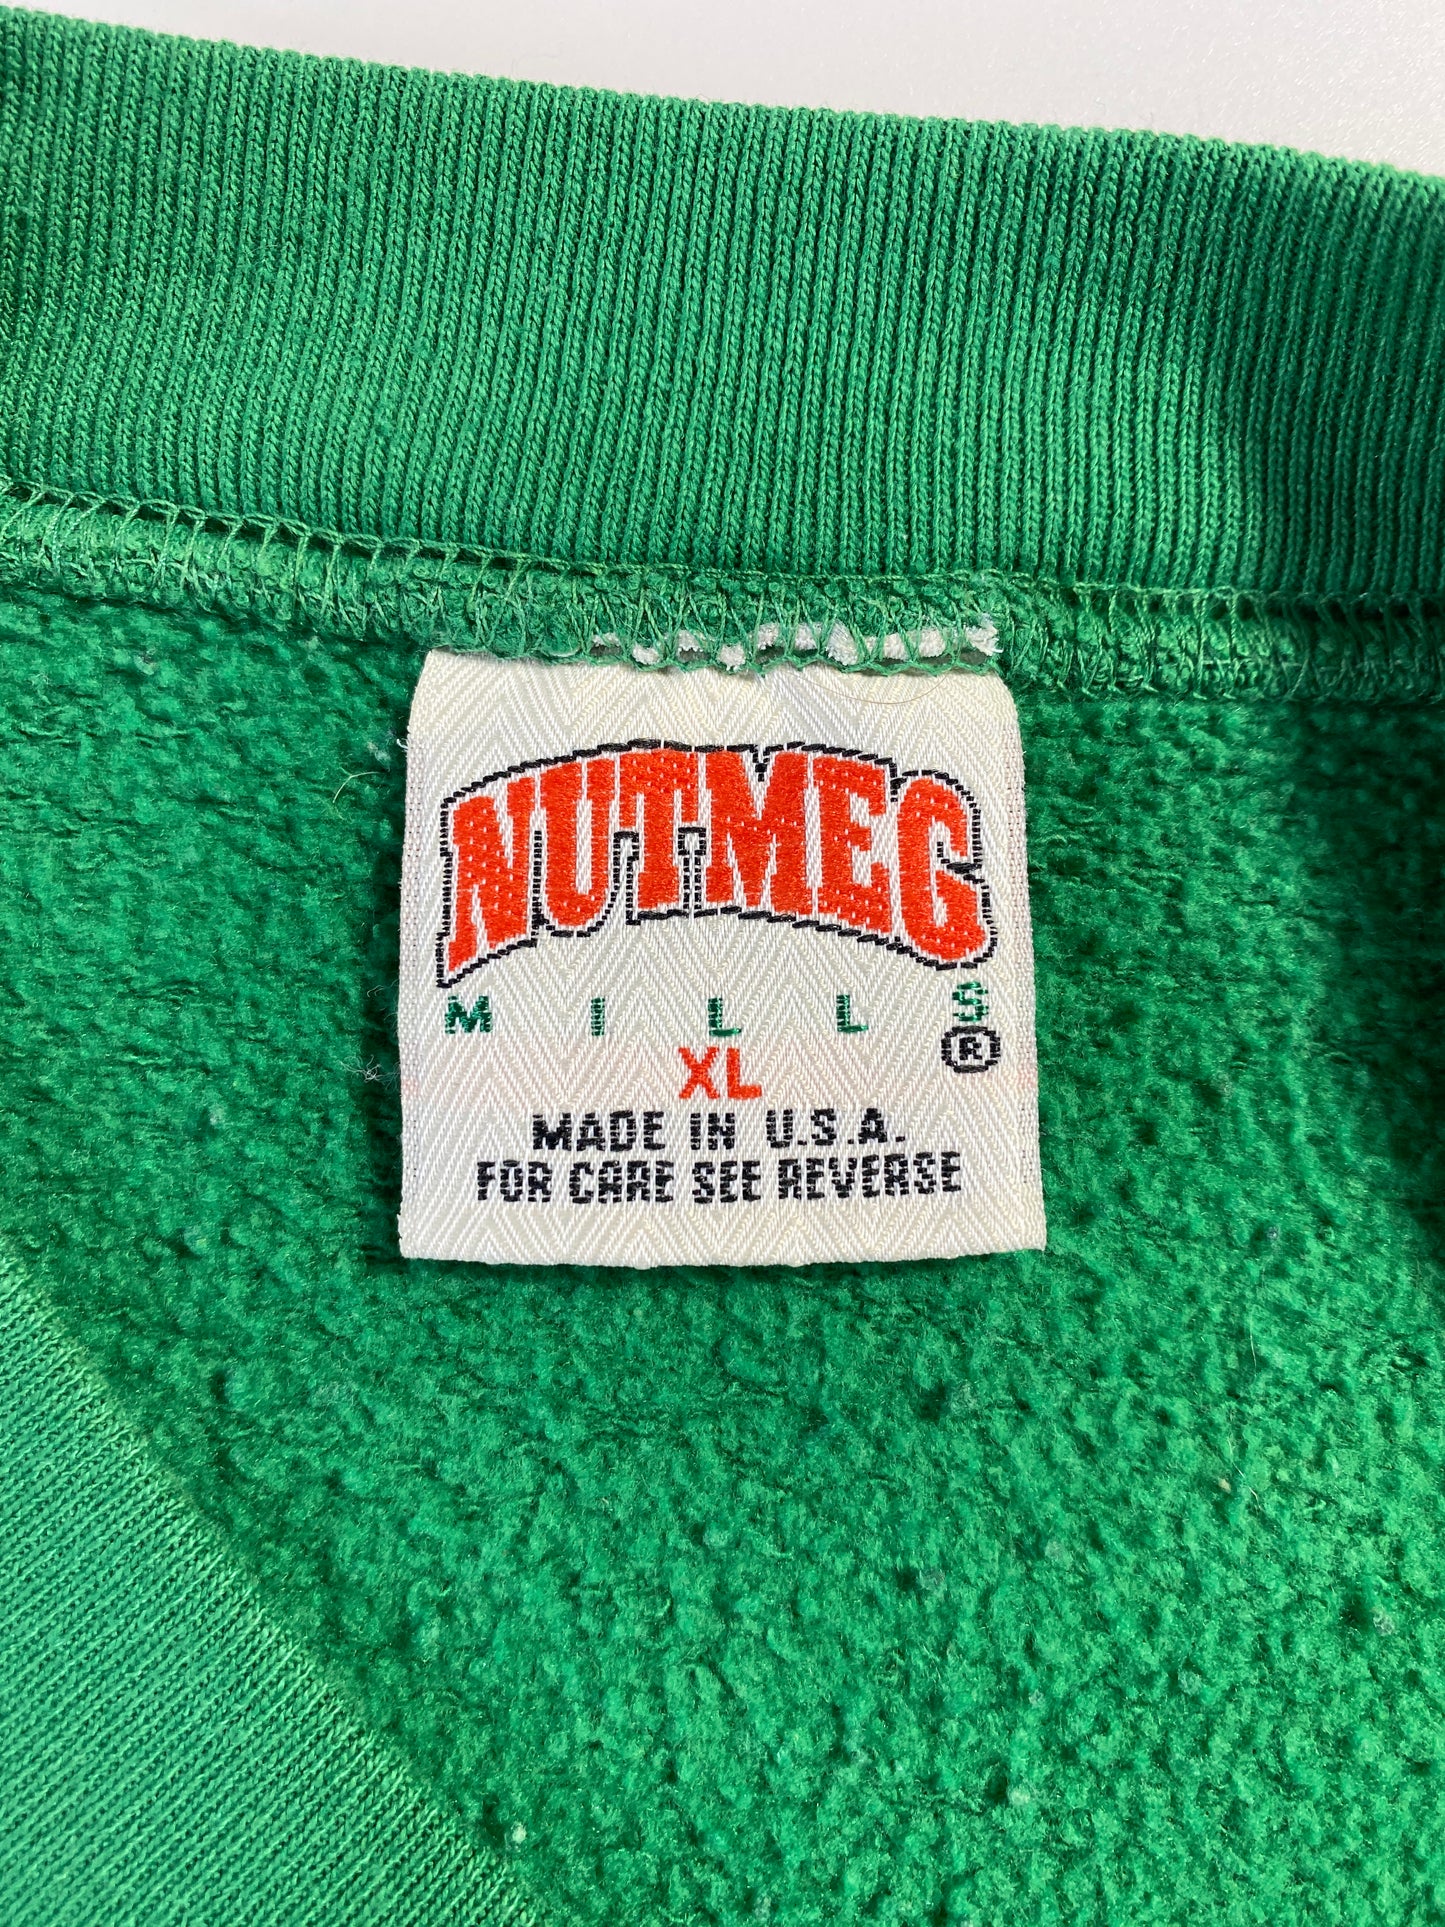 NUTMEG
MILLS
®
XL
MADE IN U.S.A.
FOR CARE SEE REVERSE